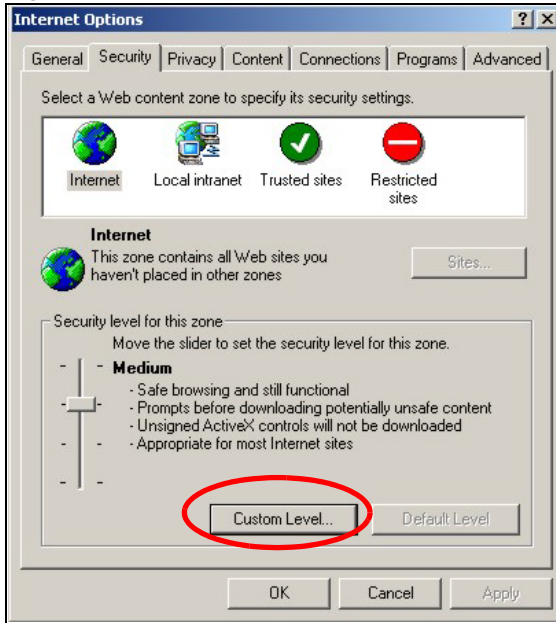 Internet Options
General Security Privacy Content Connections Programs Advanced
Select a Web content zone to specify its security settings.
Internet Local intranet Trusted sites Restricted
sites
Internet
This zone contains all Web sites you
haven't placed in other zones
Sites...
Security level for this zone
Move the slider to set the security level for this zone.
Medium
- Safe browsing and still functional
- Prompts before downloading potentially unsafe content
- Unsigned ActiveX controls will not be downloaded
- Appropriate for most Internet sites
Custom Level... Default Level
OK Cancel Apply